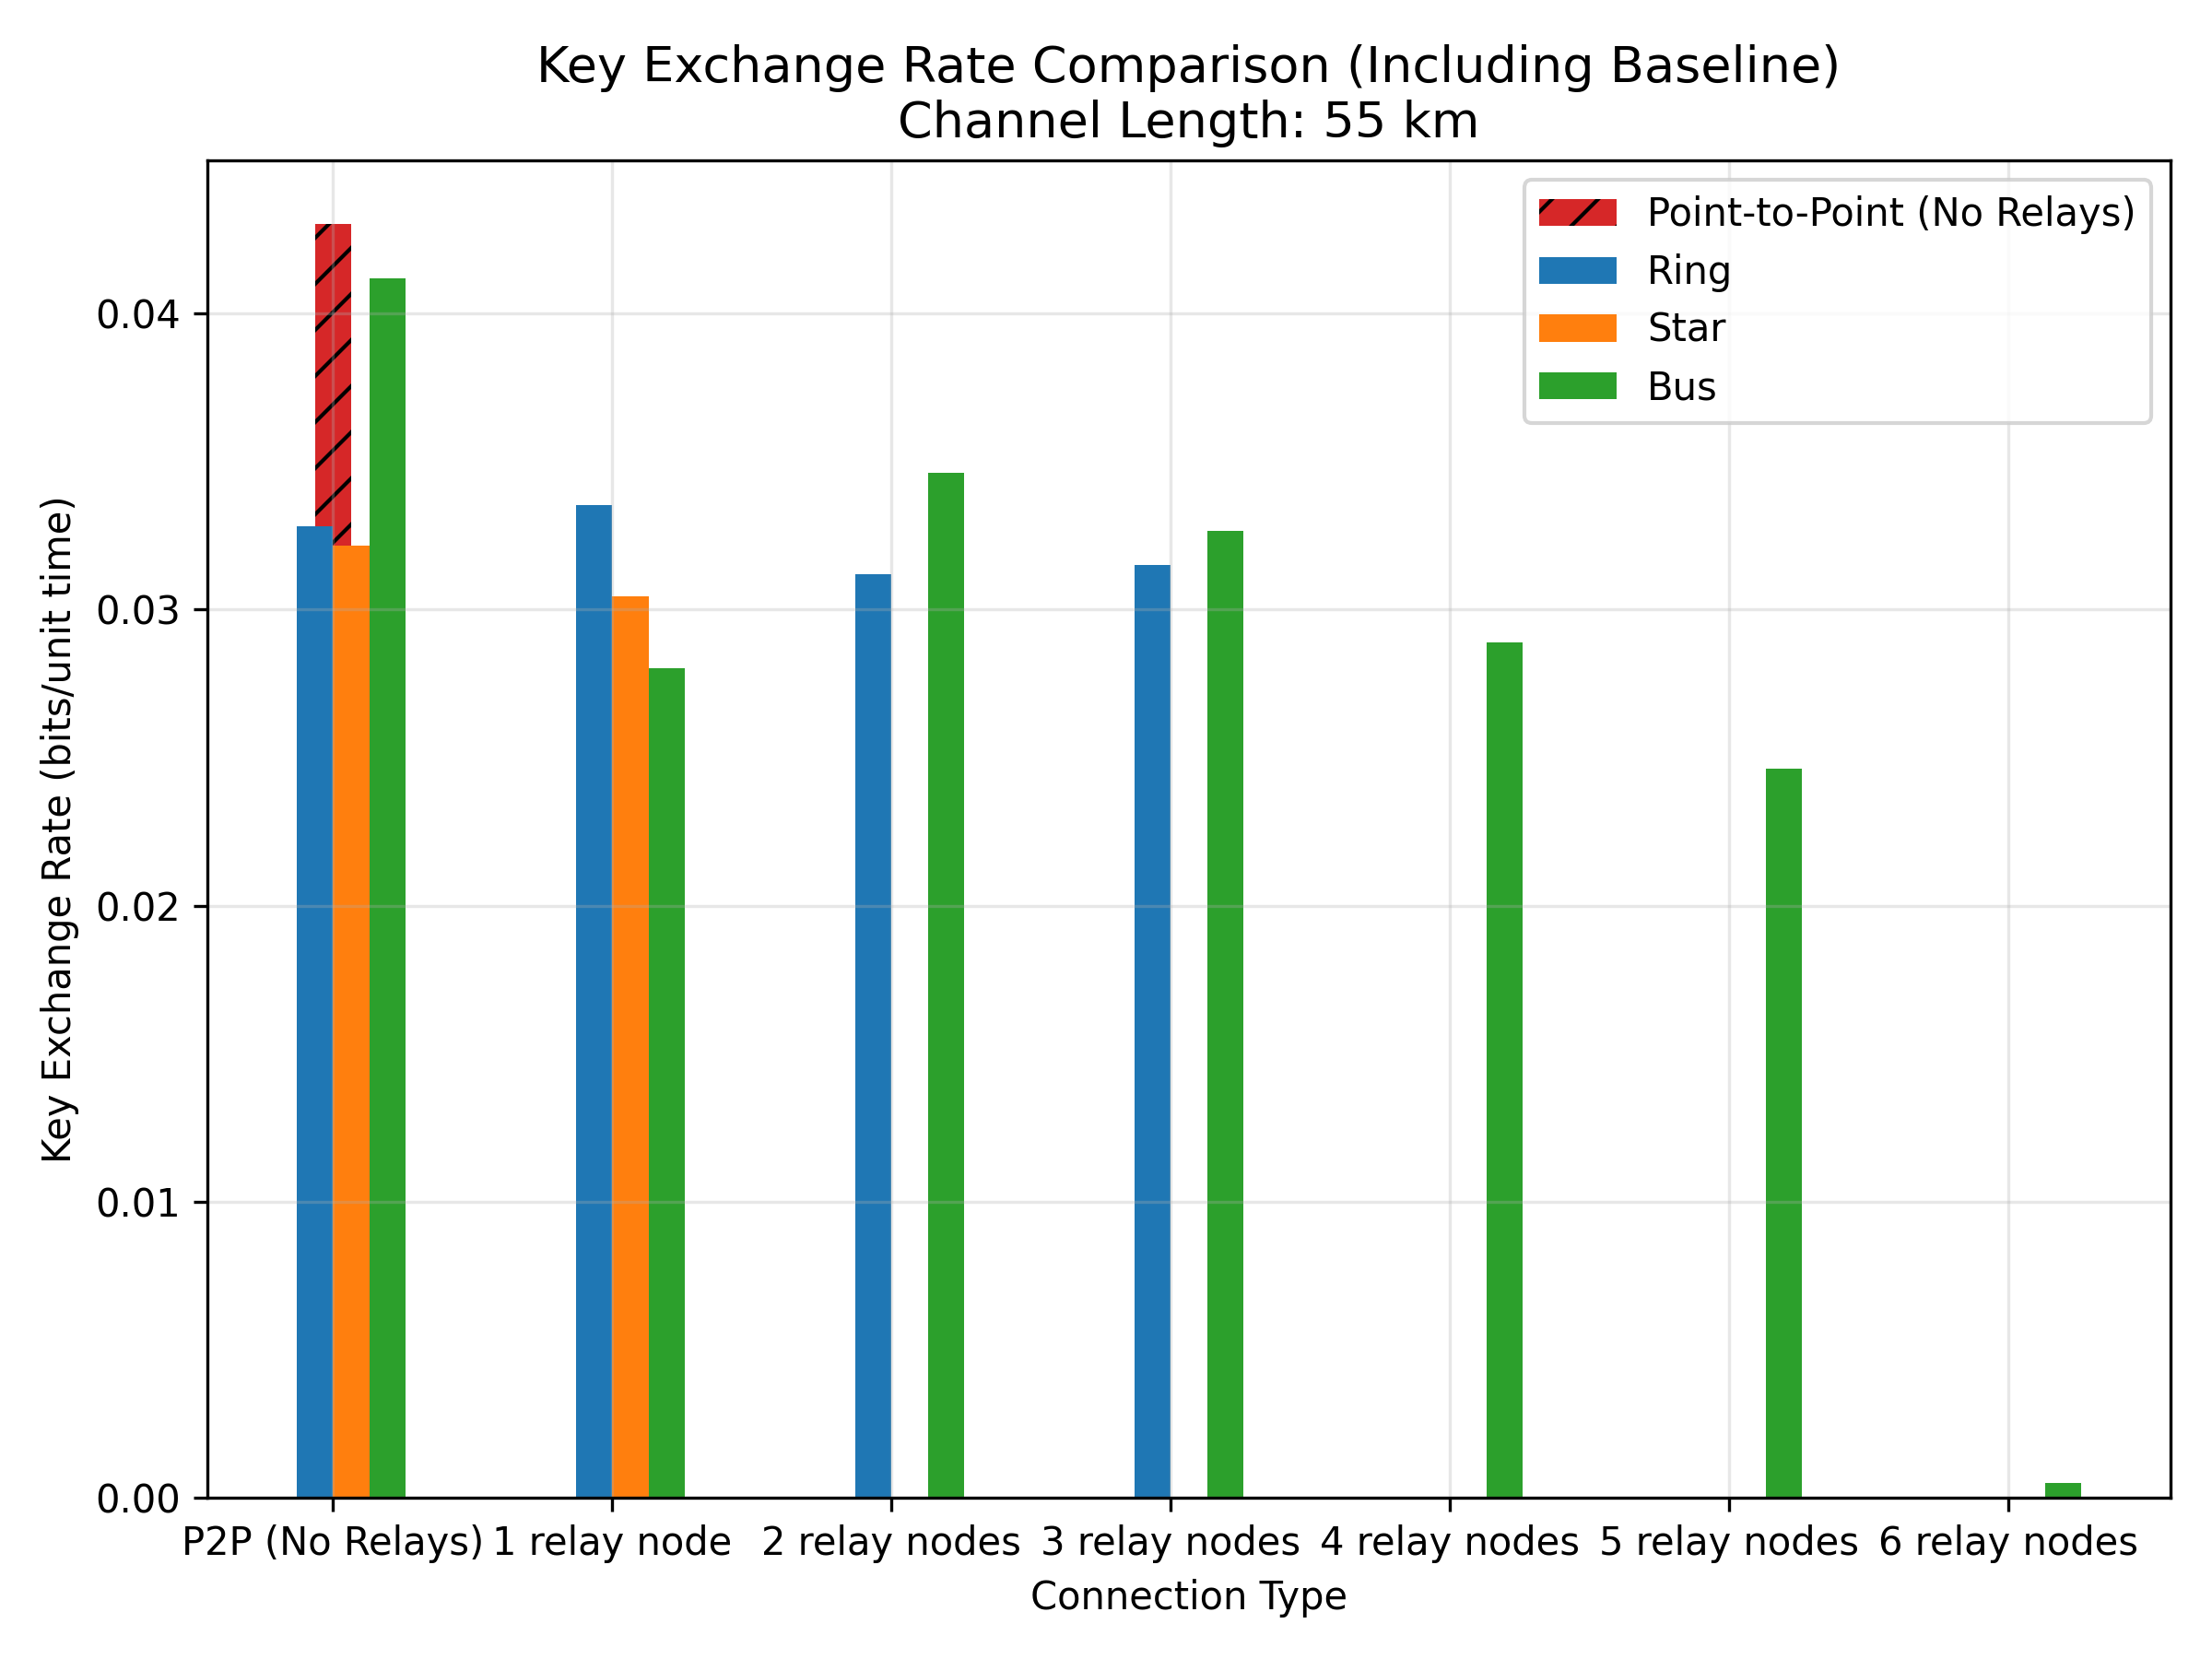 Key Exchange Rate Comparison (Including Baseline)
Channel Length: 55 km
Point-to-Point (No Relays)
Ring
Star
Bus
Key Exchange Rate (bits/unit time)
0.04
0.03
0.02
0.01
0.00
P2P (No Relays) 1 relay node 2 relay nodes 3 relay nodes 4 relay nodes 5 relay nodes 6 relay nodes
Connection Type